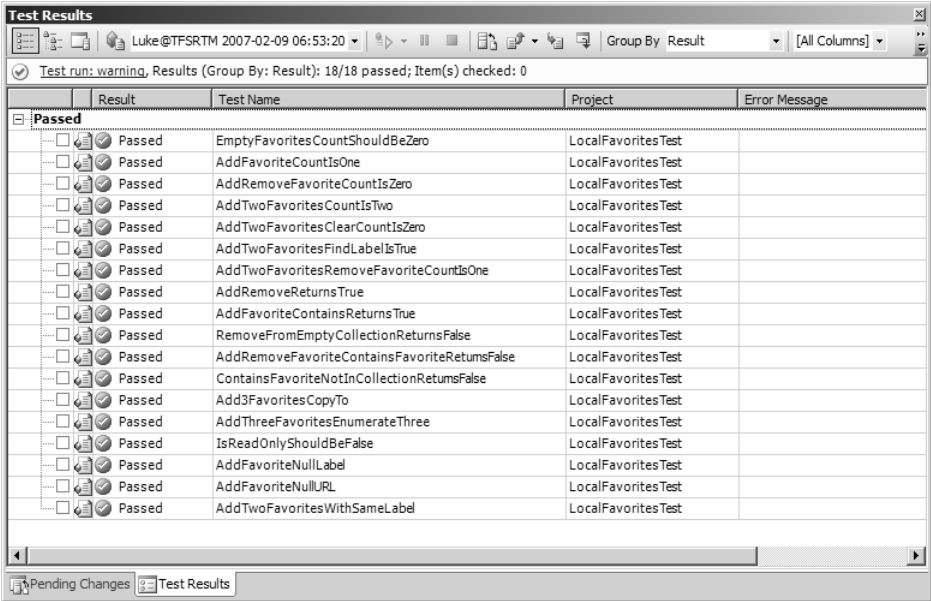 Test Results
Luke@TFSRTM 2007-02-09 06:53:20 Group By Result [All Columns]
Test run: warning, Results (Group By: Result): 18/18 passed; Item(s) checked: 0
Result Test Name Project Error Message
Passed
Passed EmptyFavoritesCountShouldBeZero LocalFavoritesTest
Passed AddFavoriteCountIsOne LocalFavoritesTest
Passed AddRemoveFavoriteCountIsZero LocalFavoritesTest
Passed AddTwoFavoritesCountIsTwo LocalFavoritesTest
Passed AddTwoFavoritesClearCountIsZero LocalFavoritesTest
Passed AddTwoFavoritesFindLabelIsTrue LocalFavoritesTest
Passed AddTwoFavoritesRemoveFavoriteCountIsOne LocalFavoritesTest
Passed AddRemoveReturnsTrue LocalFavoritesTest
Passed AddFavoriteContainsReturnsTrue LocalFavoritesTest
Passed RemoveFromEmptyCollectionReturnsFalse LocalFavoritesTest
Passed AddRemoveFavoriteContainsFavoriteReturnsFalse LocalFavoritesTest
Passed ContainsFavoriteNotInCollectionReturnsFalse LocalFavoritesTest
Passed Add3FavoritesCopyTo LocalFavoritesTest
Passed AddThreeFavoritesEnumerateThree LocalFavoritesTest
Passed IsReadOnlyShouldBeFalse LocalFavoritesTest
Passed AddFavoriteNullLabel LocalFavoritesTest
Passed AddFavoriteNullURL LocalFavoritesTest
Passed AddTwoFavoritesWithSameLabel LocalFavoritesTest
Pending Changes Test Results